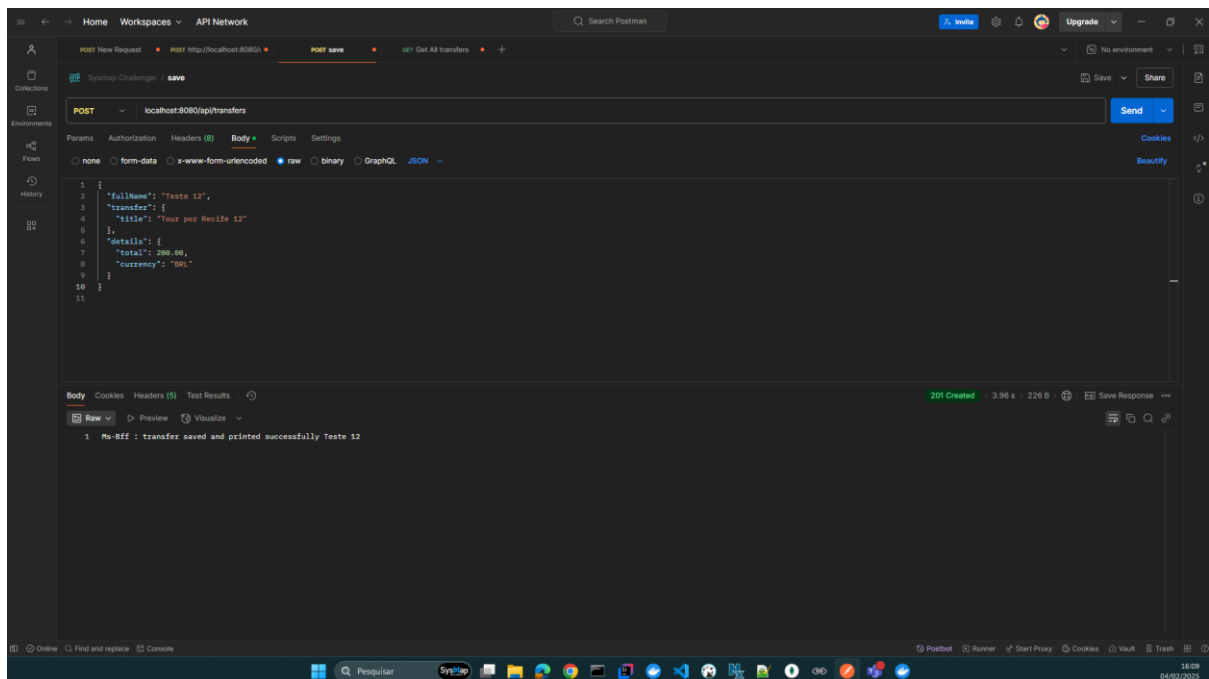 Home Workspaces API Network Search Postman Invite Upgrade
POST New Request POST http://localhost:8080/ POST save GET Get All transfers No environment
Sysmap Challenger / save Save Share
Collections
POST localhost:8080/api/transfers Send
Environments
Params Authorization Headers (8) Body Scripts Settings Cookies
Flows
none form-data x-www-form-urlencoded raw binary GraphQL JSON Beautify
History
1 {
2 "fullName": "Teste 12",
3 "transfer": {
4 "title": "Tour por Recife 12"
5 },
6 "details": {
7 "total": 200.00,
8 "currency": "BRL"
9 }
10 }
11
Body Cookies Headers (5) Test Results 201 Created 3.96 s 226 B Save Response
Raw Preview Visualize
1 Ms-Bff : transfer saved and printed successfully Teste 12
Online Find and replace Console Postbot Runner Start Proxy Cookies Vault Trash
Pesquisar SysMap 16:09
04/02/2025